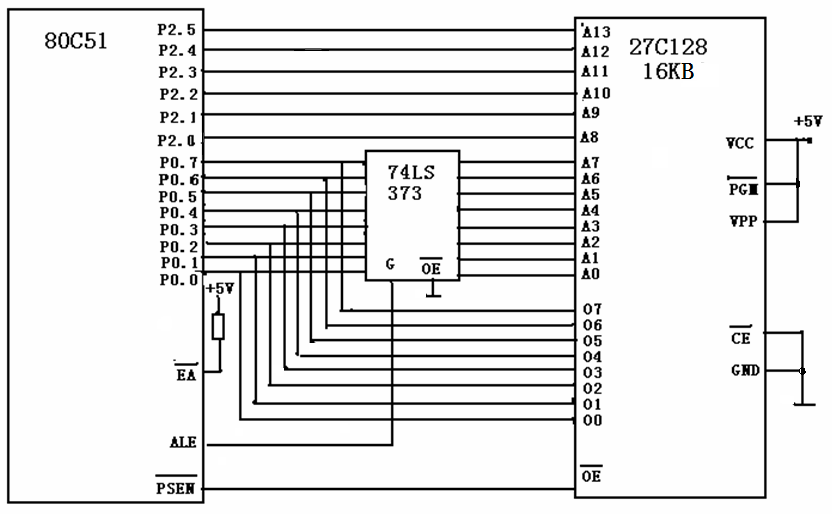 80C51
P2.5
P2.4
P2.3
P2.2
P2.1
P2.0
P0.7
P0.6
P0.5
P0.4
P0.3
P0.2
P0.1
P0.0
+5V
EA
ALE
PSEN
74LS
373
G
OE
27C128
16KB
A13
A12
A11
A10
A9
A8
A7
A6
A5
A4
A3
A2
A1
A0
O7
O6
O5
O4
O3
O2
O1
O0
OE
+5V
VCC
PGM
VPP
CE
GND